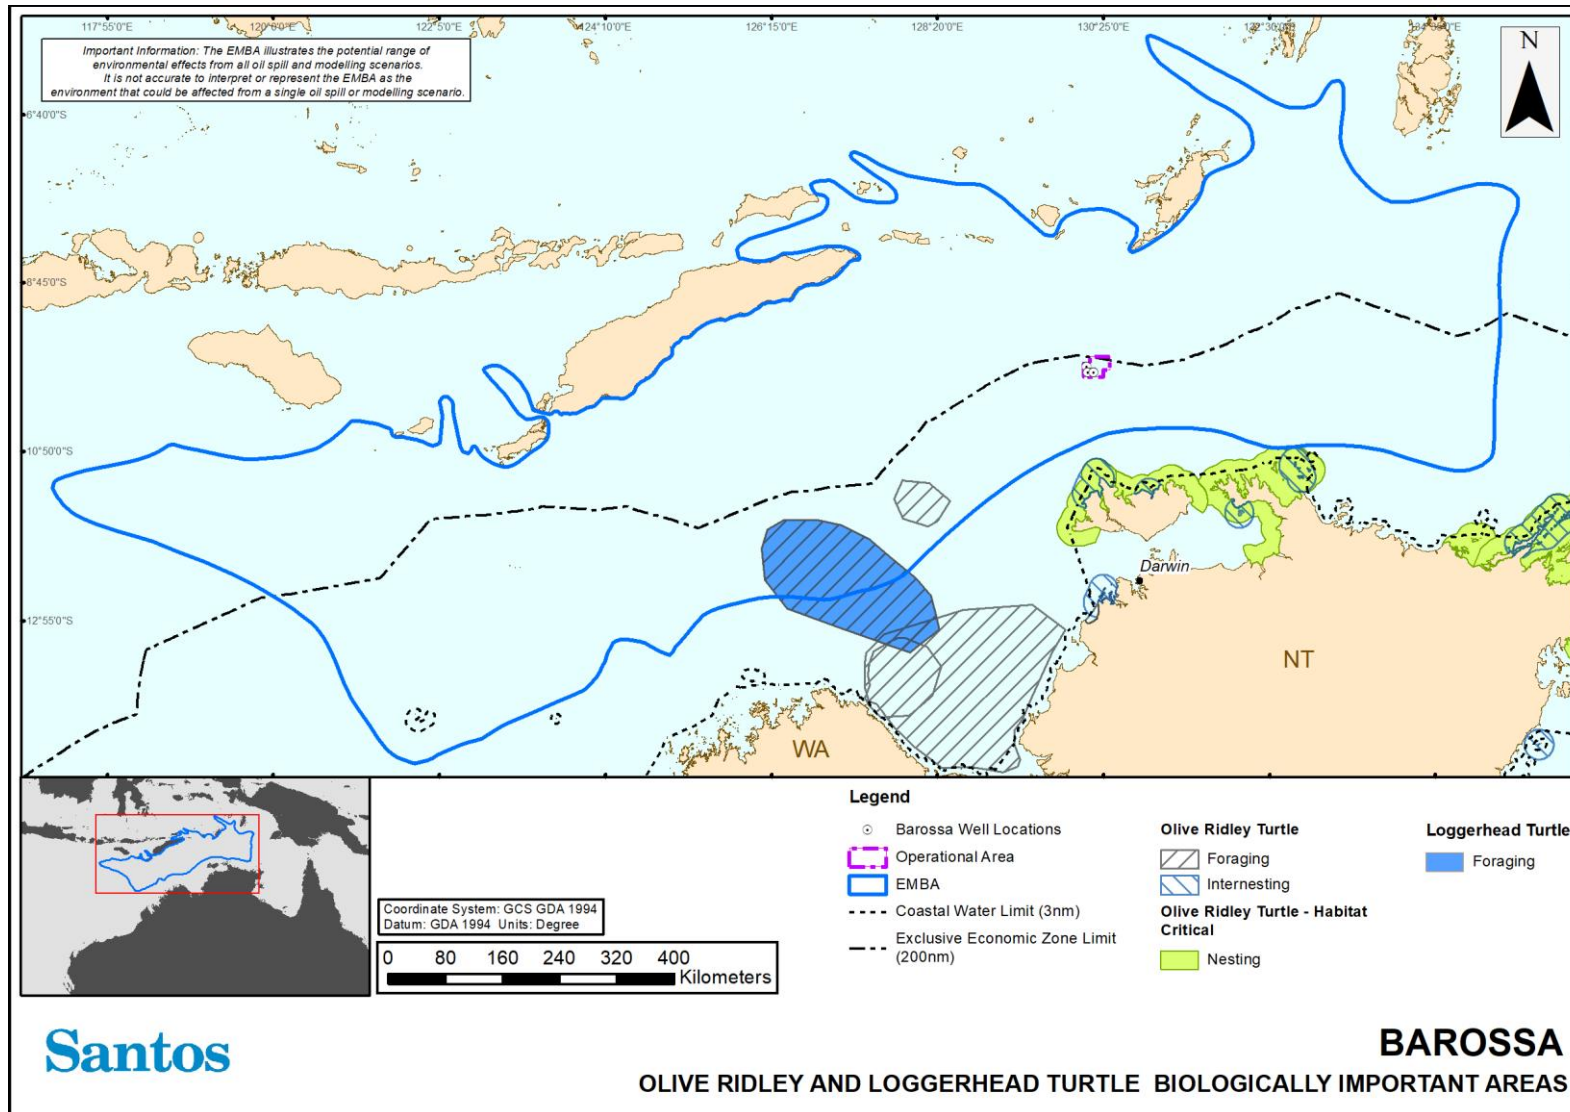 117°55'0"E
122°5'0"E
124°10'0"E
126°15'0"E
128°20'0"E
130°25'0"E
Important Information: The EMBA illustrates the potential range of
environmental effects from all oil spill and modelling scenarios.
It is not accurate to interpret or represent the EMBA as the
environment that could be affected from a single oil spill or modelling scenario.
N
6°40'0"S
8°45'0"S
10°50'0"S
12°55'0"S
Darwin
NT
WA
Legend
Barossa Well Locations
Operational Area
EMBA
Coastal Water Limit (3nm)
Exclusive Economic Zone Limit
(200nm)
Olive Ridley Turtle
Foraging
Internesting
Olive Ridley Turtle - Habitat
Critical
Nesting
Loggerhead Turtle
Foraging
Coordinate System: GCS GDA 1994
Datum: GDA 1994 Units: Degree
0 80 160 240 320 400
Kilometers
Santos
BAROSSA
OLIVE RIDLEY AND LOGGERHEAD TURTLE BIOLOGICALLY IMPORTANT AREAS